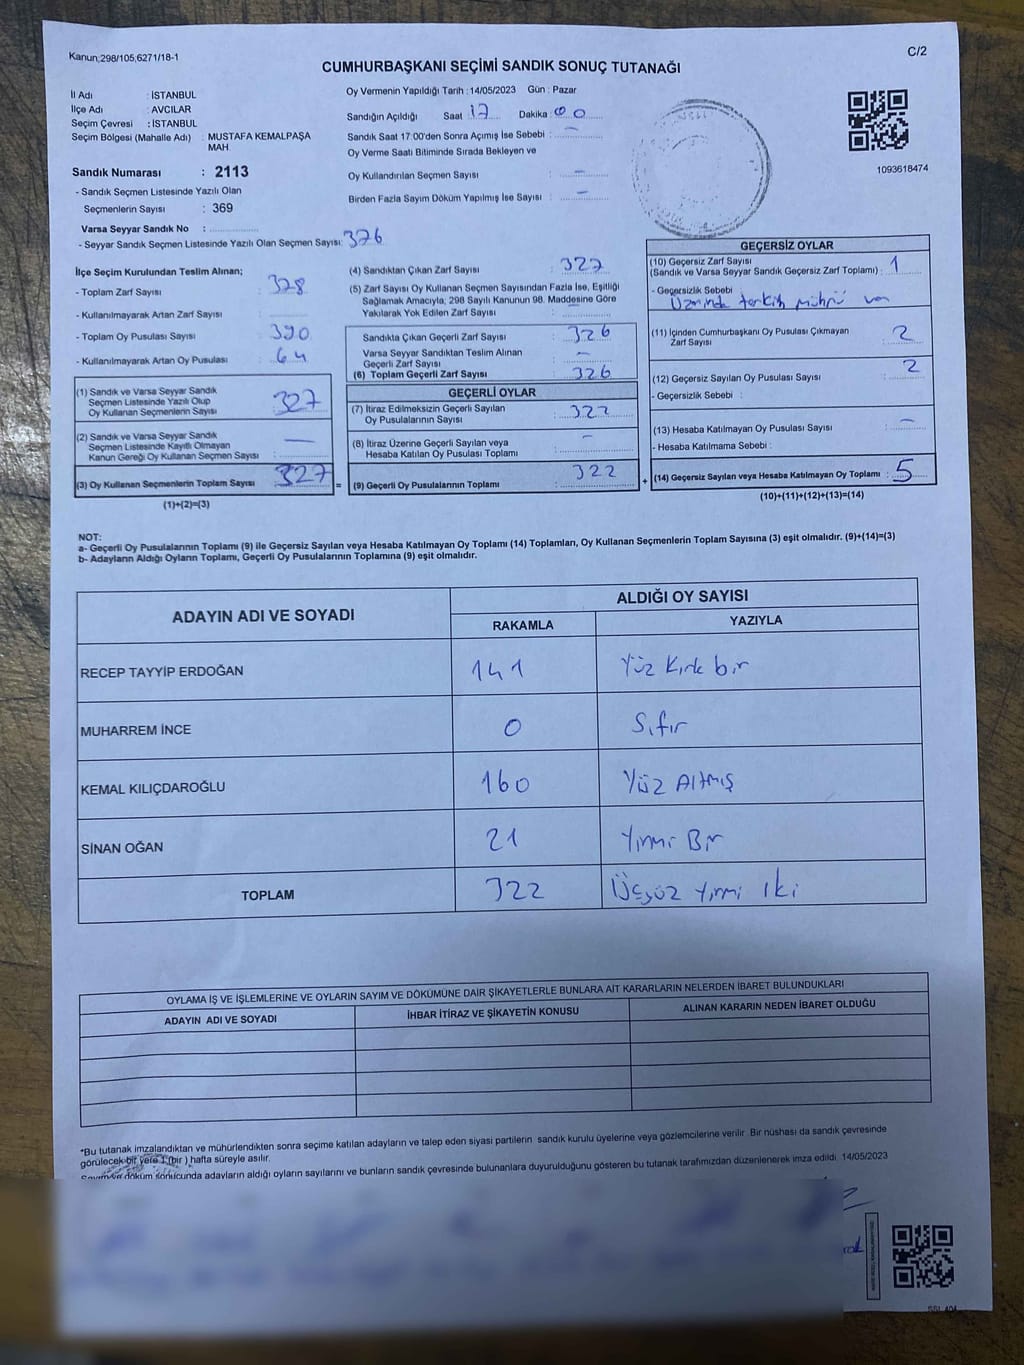 Kanun;298/105;6271/18-1
C/2
CUMHURBAŞKANI SEÇİMİ SANDIK SONUÇ TUTANAĞI
İl Adı : İSTANBUL
İlçe Adı : AVCILAR
Seçim Çevresi : İSTANBUL
Seçim Bölgesi (Mahalle Adı) : MUSTAFA KEMALPAŞA
MAH.
Sandık Numarası : 2113
- Sandık Seçmen Listesinde Yazılı Olan
Seçmenlerin Sayısı : 369
Varsa Seyyar Sandık No : ..............
- Seyyar Sandık Seçmen Listesinde Yazılı Olan Seçmen Sayısı: 326
Oy Vermenin Yapıldığı Tarih : 14/05/2023 Gün : Pazar
Sandığın Açıldığı Saat 17 Dakika : 00
Sandık Saat 17.00'den Sonra Açımış İse Sebebi : -
Oy Verme Saati Bitiminde Sırada Bekleyen ve
Oy Kullandırılan Seçmen Sayısı : -
Birden Fazla Sayım Döküm Yapılmış İse Sayısı : -
1093618474
İlçe Seçim Kurulundan Teslim Alınan;
- Toplam Zarf Sayısı : 328
- Kullanılmayarak Artan Zarf Sayısı :
- Toplam Oy Pusulası Sayısı : 390
- Kullanılmayarak Artan Oy Pusulası : 64
(1) Sandık ve Varsa Seyyar Sandık
Seçmen Listesinde Yazılı Olup
Oy Kullanan Seçmenlerin Sayısı : 327
(2) Sandık ve Varsa Seyyar Sandık
Seçmen Listesinde Kayıtlı Olmayan
Kanun Gereği Oy Kullanan Seçmen Sayısı : —
(3) Oy Kullanan Seçmenlerin Toplam Sayısı : 327 =
(1)+(2)=(3)
(4) Sandıktan Çıkan Zarf Sayısı : 327
(5) Zarf Sayısı Oy Kullanan Seçmen Sayısından Fazla İse, Eşitliği
Sağlamak Amacıyla, 298 Sayılı Kanunun 98. Maddesine Göre
Yakılarak Yok Edilen Zarf Sayısı :
Sandıkta Çıkan Geçerli Zarf Sayısı : 326
Varsa Seyyar Sandıktan Teslim Alınan
Geçerli Zarf Sayısı : -
(6) Toplam Geçerli Zarf Sayısı : 326
GEÇERLİ OYLAR
(7) İtiraz Edilmeksizin Geçerli Sayılan
Oy Pusulalarının Sayısı : 322
(8) İtiraz Üzerine Geçerli Sayılan veya
Hesaba Katılan Oy Pusulası Toplamı : -
(9) Geçerli Oy Pusulalarının Toplamı : 322 +
GEÇERSİZ OYLAR
(10) Geçersiz Zarf Sayısı
(Sandık ve Varsa Seyyar Sandık Geçersiz Zarf Toplamı) : 1
- Geçersizlik Sebebi
Üzerinde tercih mührü var
(11) İçinden Cumhurbaşkanı Oy Pusulası Çıkmayan
Zarf Sayısı : 2
(12) Geçersiz Sayılan Oy Pusulası Sayısı : 2
- Geçersizlik Sebebi :
(13) Hesaba Katılmayan Oy Pusulası Sayısı : -
- Hesaba Katılmama Sebebi :
(14) Geçersiz Sayılan veya Hesaba Katılmayan Oy Toplamı : 5
(10)+(11)+(12)+(13)=(14)
NOT:
a- Geçerli Oy Pusulalarının Toplamı (9) ile Geçersiz Sayılan veya Hesaba Katılmayan Oy Toplamı (14) Toplamları, Oy Kullanan Seçmenlerin Toplam Sayısına (3) eşit olmalıdır. (9)+(14)=(3)
b- Adayların Aldığı Oyların Toplamı, Geçerli Oy Pusulalarının Toplamına (9) eşit olmalıdır.
ADAYIN ADI VE SOYADI ALDIĞI OY SAYISI
RAKAMLA YAZIYLA
RECEP TAYYİP ERDOĞAN 141 Yüz Kırk bir
MUHARREM İNCE 0 Sıfır
KEMAL KILIÇDAROĞLU 160 Yüz Altmış
SİNAN OĞAN 21 Yirmi Bir
TOPLAM 322 Üçyüz Yirmi İki
OYLAMA İŞ VE İŞLEMLERİNE VE OYLARIN SAYIM VE DÖKÜMÜNE DAİR ŞİKAYETLERLE BUNLARA AİT KARARLARIN NELERDEN İBARET BULUNDUKLARI
ADAYIN ADI VE SOYADI İHBAR İTİRAZ VE ŞİKAYETİN KONUSU ALINAN KARARIN NEDEN İBARET OLDUĞU
*Bu tutanak imzalandıktan ve mühürlendikten sonra seçime katılan adayların ve talep eden siyasi partilerin sandık kurulu üyelerine veya gözlemcilerine verilir. Bir nüshası da sandık çevresinde
görülecek bir yere 1 (bir ) hafta süreyle asılır.
Sayım ve döküm sonucunda adayların aldığı oyların sayılarını ve bunların sandık çevresinde bulunanlara duyurulduğunu gösteren bu tutanak tarafımızdan düzenlenerek imza edildi. 14/05/2023